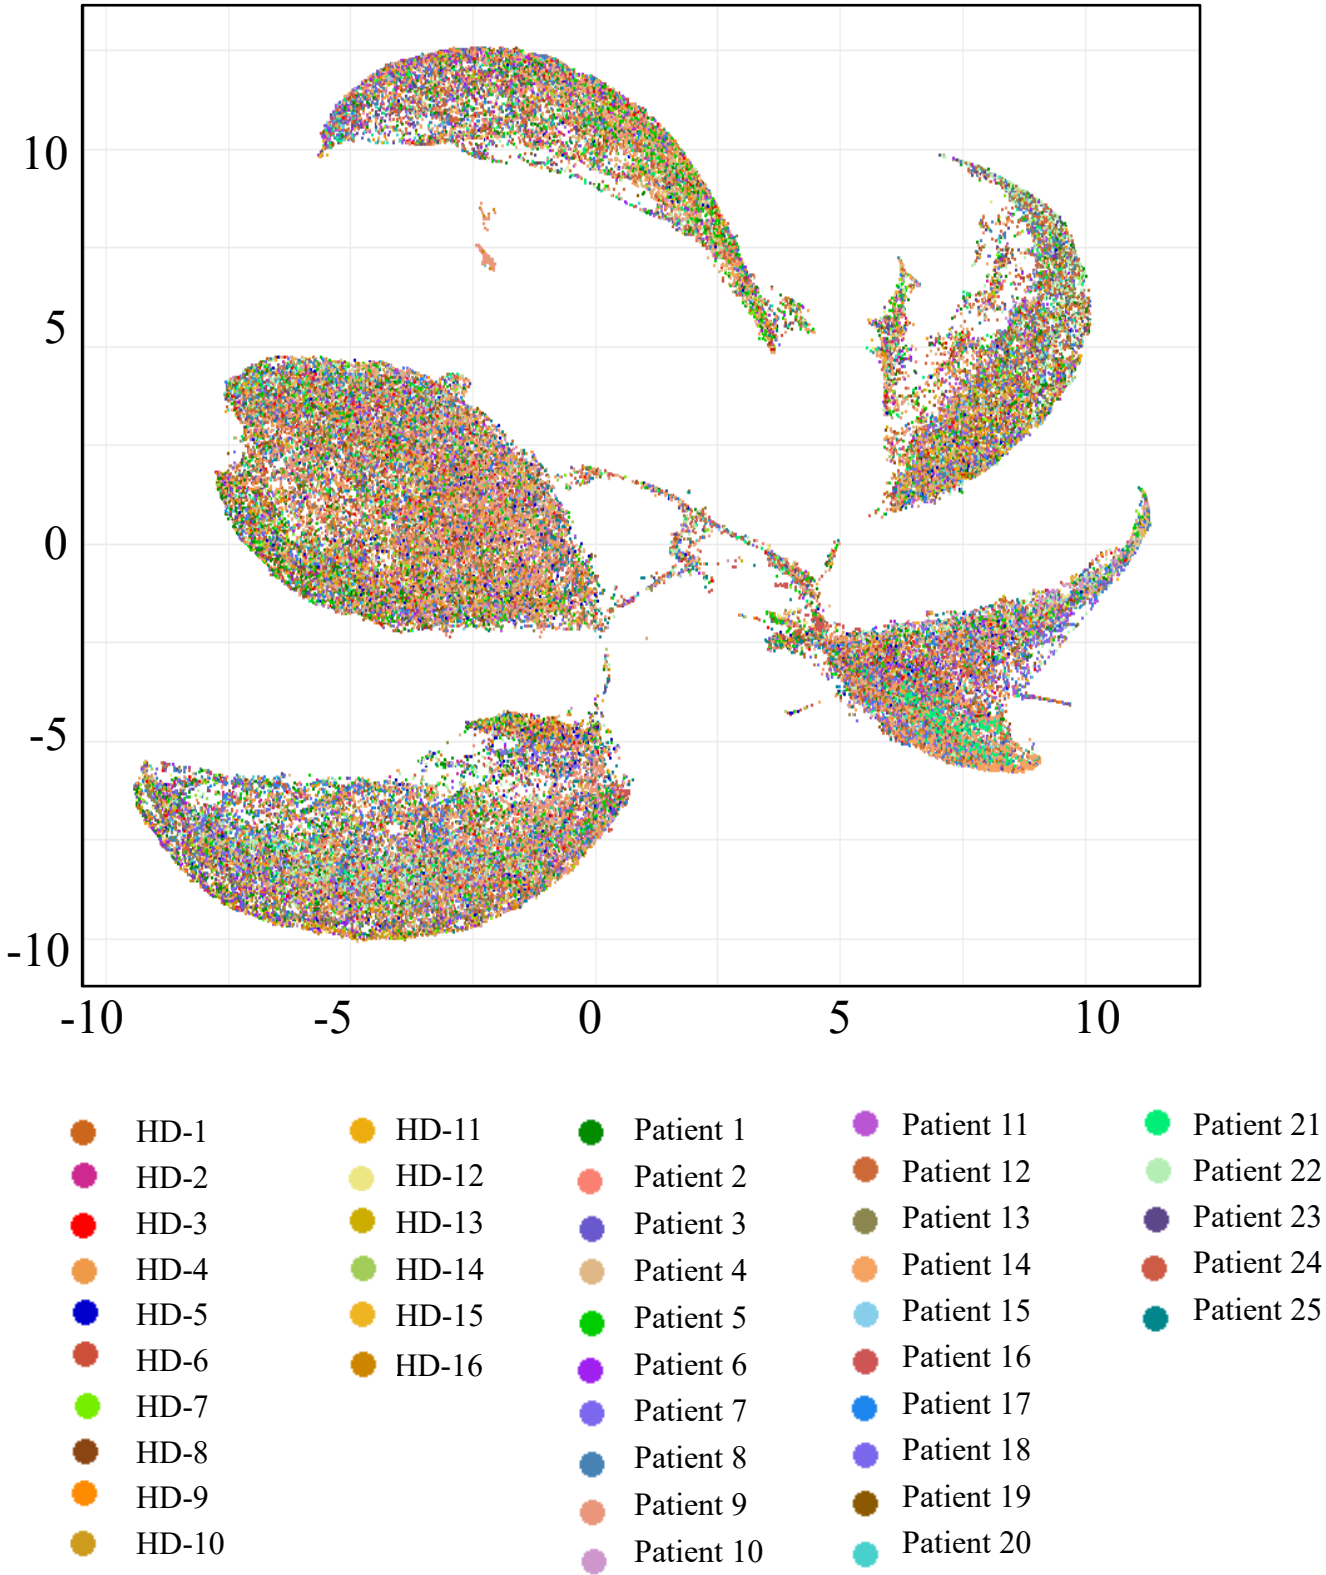 10
5
0
-5
-10
-10
-5
0
5
10
HD-1
HD-2
HD-3
HD-4
HD-5
HD-6
HD-7
HD-8
HD-9
HD-10
HD-11
HD-12
HD-13
HD-14
HD-15
HD-16
Patient 1
Patient 2
Patient 3
Patient 4
Patient 5
Patient 6
Patient 7
Patient 8
Patient 9
Patient 10
Patient 11
Patient 12
Patient 13
Patient 14
Patient 15
Patient 16
Patient 17
Patient 18
Patient 19
Patient 20
Patient 21
Patient 22
Patient 23
Patient 24
Patient 25